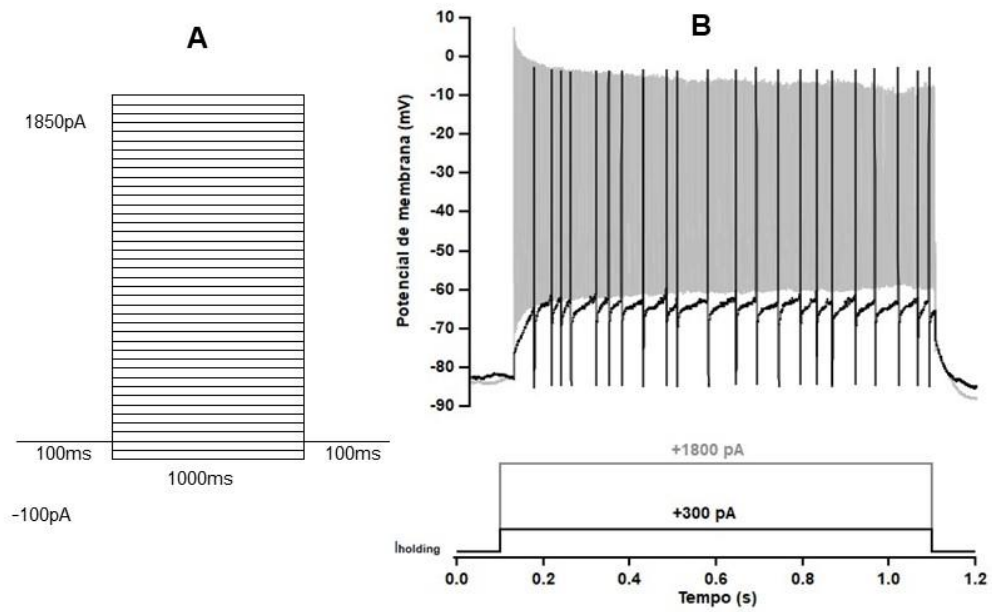 A
1850pA
100ms
100ms
1000ms
-100pA
B
Potencial de membrana (mV)
10
0
-10
-20
-30
-40
-50
-60
-70
-80
-90
+1800 pA
+300 pA
Iholding
0.0 0.2 0.4 0.6 0.8 1.0 1.2
Tempo (s)